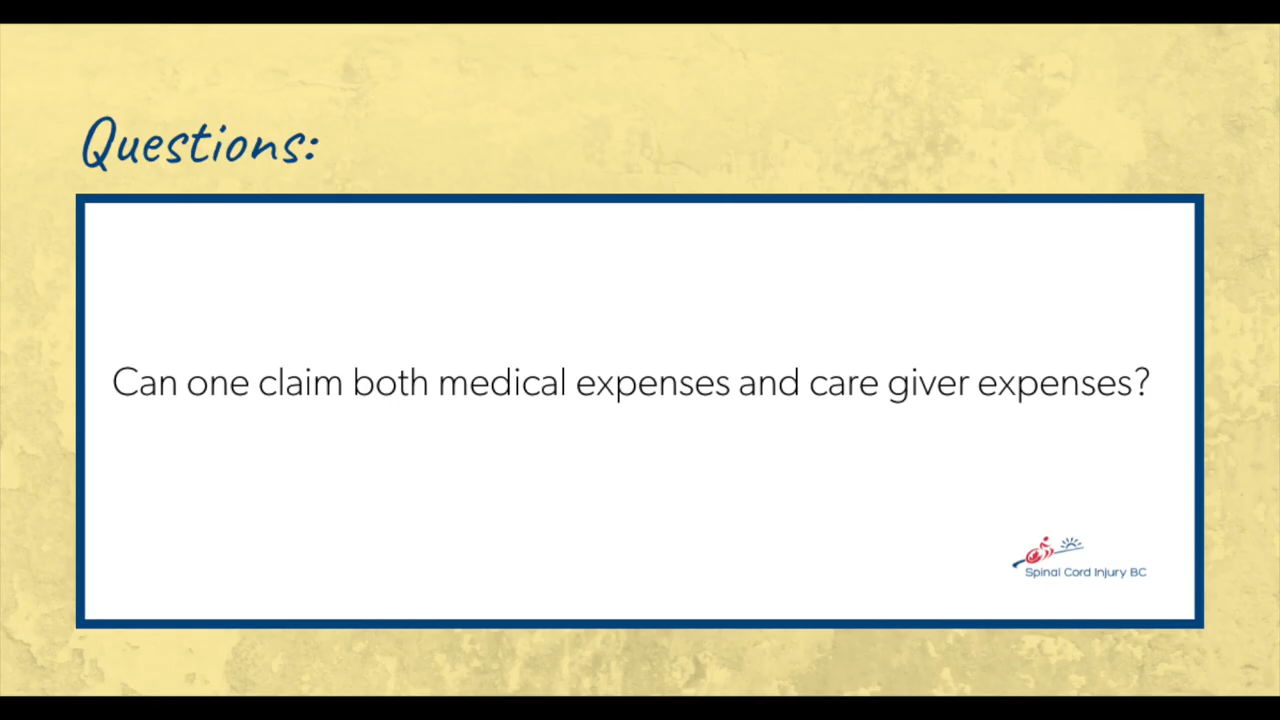 Questions:
Can one claim both medical expenses and care giver expenses?
Spinal Cord Injury BC